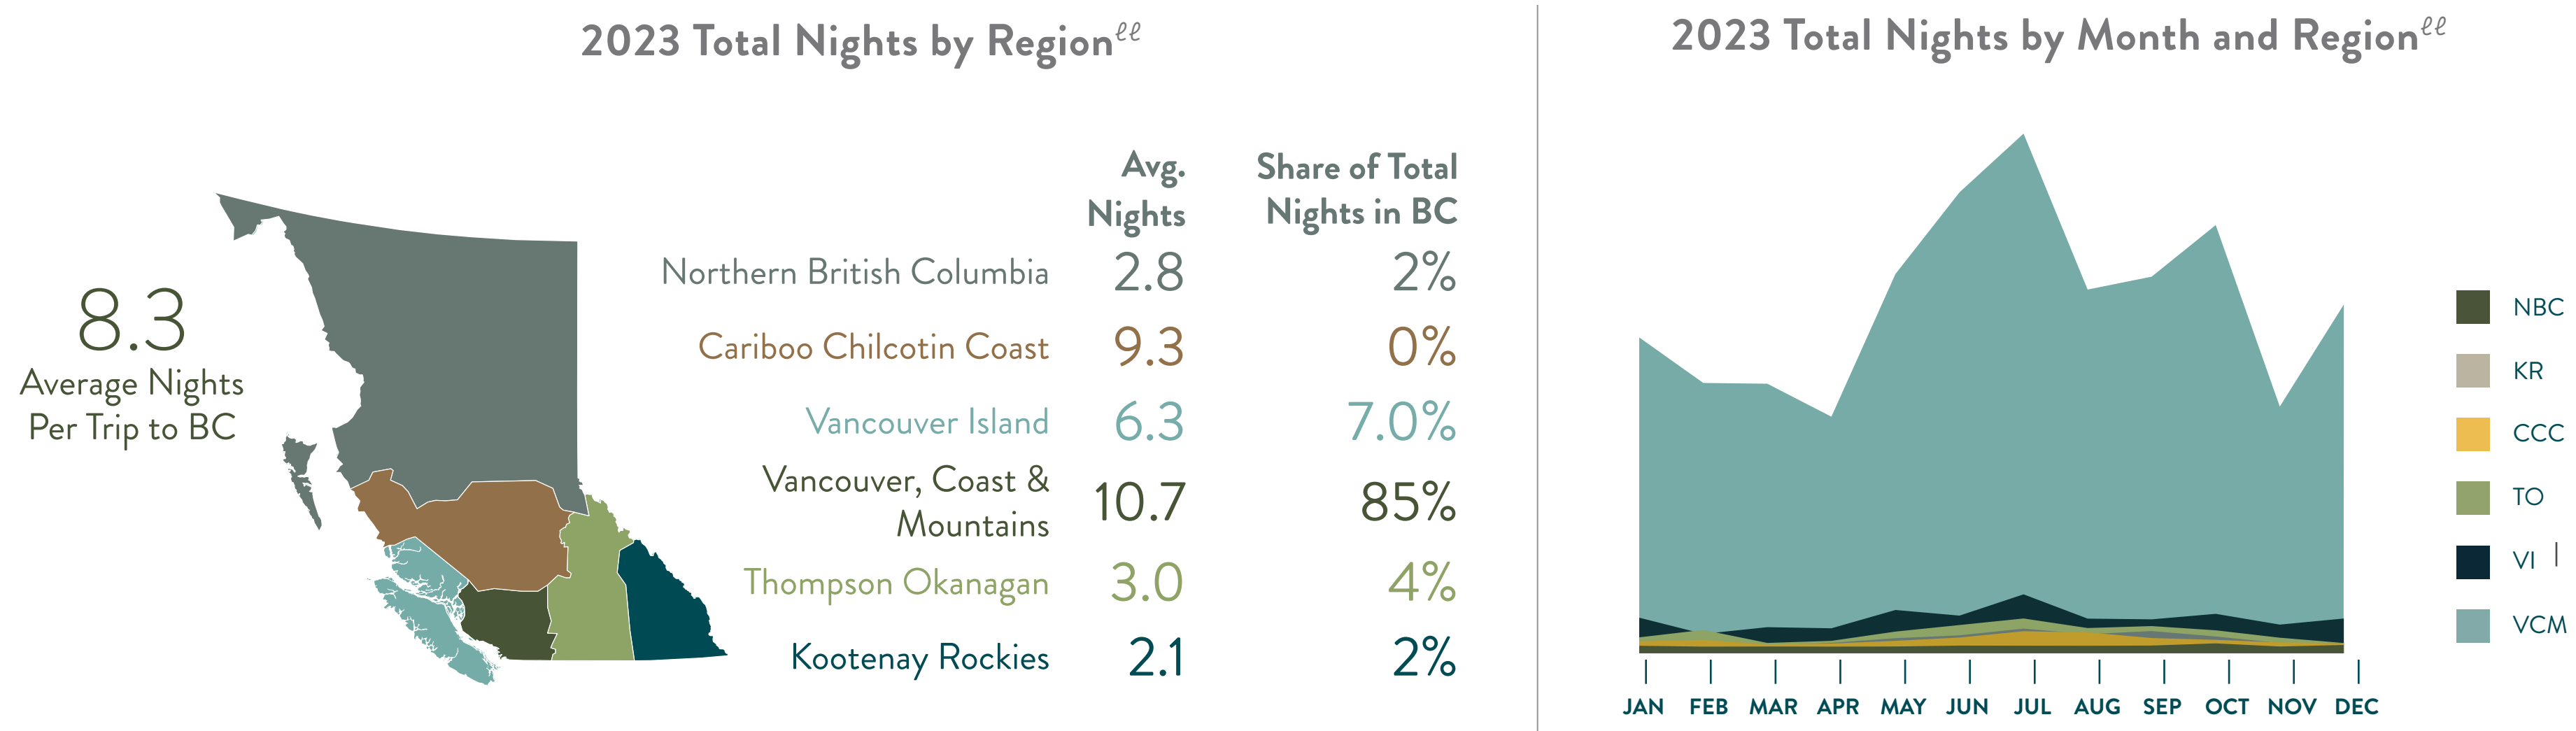 2023 Total Nights by Regionℓℓ
8.3
Average Nights
Per Trip to BC
Avg.
Nights
Share of Total
Nights in BC
Northern British Columbia 2.8 2%
Cariboo Chilcotin Coast 9.3 0%
Vancouver Island 6.3 7.0%
Vancouver, Coast &
Mountains 10.7 85%
Thompson Okanagan 3.0 4%
Kootenay Rockies 2.1 2%
2023 Total Nights by Month and Regionℓℓ
NBC
KR
CCC
TO
VI |
VCM
JAN FEB MAR APR MAY JUN JUL AUG SEP OCT NOV DEC